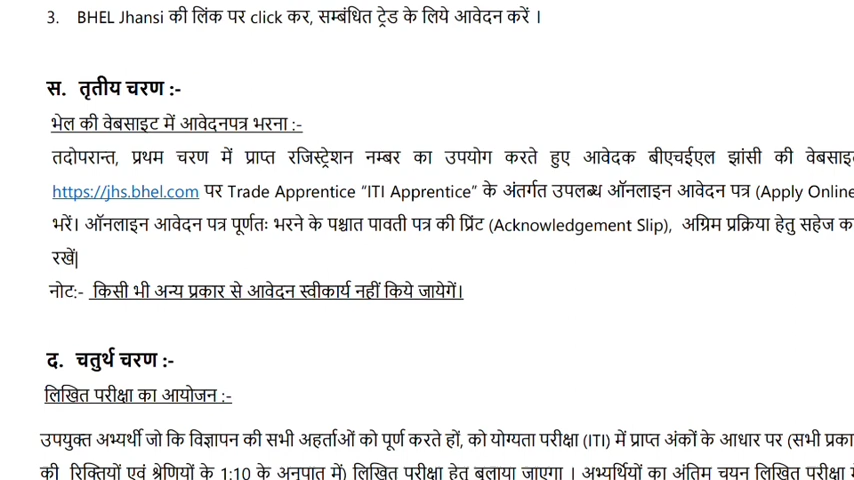 3. BHEL Jhansi की लिंक पर click कर, सम्बंधित ट्रेड के लिये आवेदन करें ।
स. तृतीय चरण :-
भेल की वेबसाइट में आवेदनपत्र भरना :-
तदोपरान्त, प्रथम चरण में प्राप्त रजिस्ट्रेशन नम्बर का उपयोग करते हुए आवेदक बीएचईएल झांसी की
https://jhs.bhel.com पर Trade Apprentice “ITI Apprentice” के अंतर्गत उपलब्ध ऑनलाइन आवेदन पत्र (Apply Online
भरें। ऑनलाइन आवेदन पत्र पूर्णतः भरने के पश्चात पावती पत्र की प्रिंट (Acknowledgement Slip), अग्रिम प्रक्रिया हेतु सहेज
रखें|
नोट:- किसी भी अन्य प्रकार से आवेदन स्वीकार्य नहीं किये जायेगें।
द. चतुर्थ चरण :-
लिखित परीक्षा का आयोजन :-
उपयुक्त अभ्यर्थी जो कि विज्ञापन की सभी अहर्ताओं को पूर्ण करते हों, को योग्यता परीक्षा (ITI) में प्राप्त अंकों के आधार पर (सभी
की रिक्तियों एवं श्रेणियों के 1:10 के अनुपात में) लिखित परीक्षा हेतु बुलाया जाएगा । अभ्यर्थियों का अंतिम चयन लिखित परीक्षा